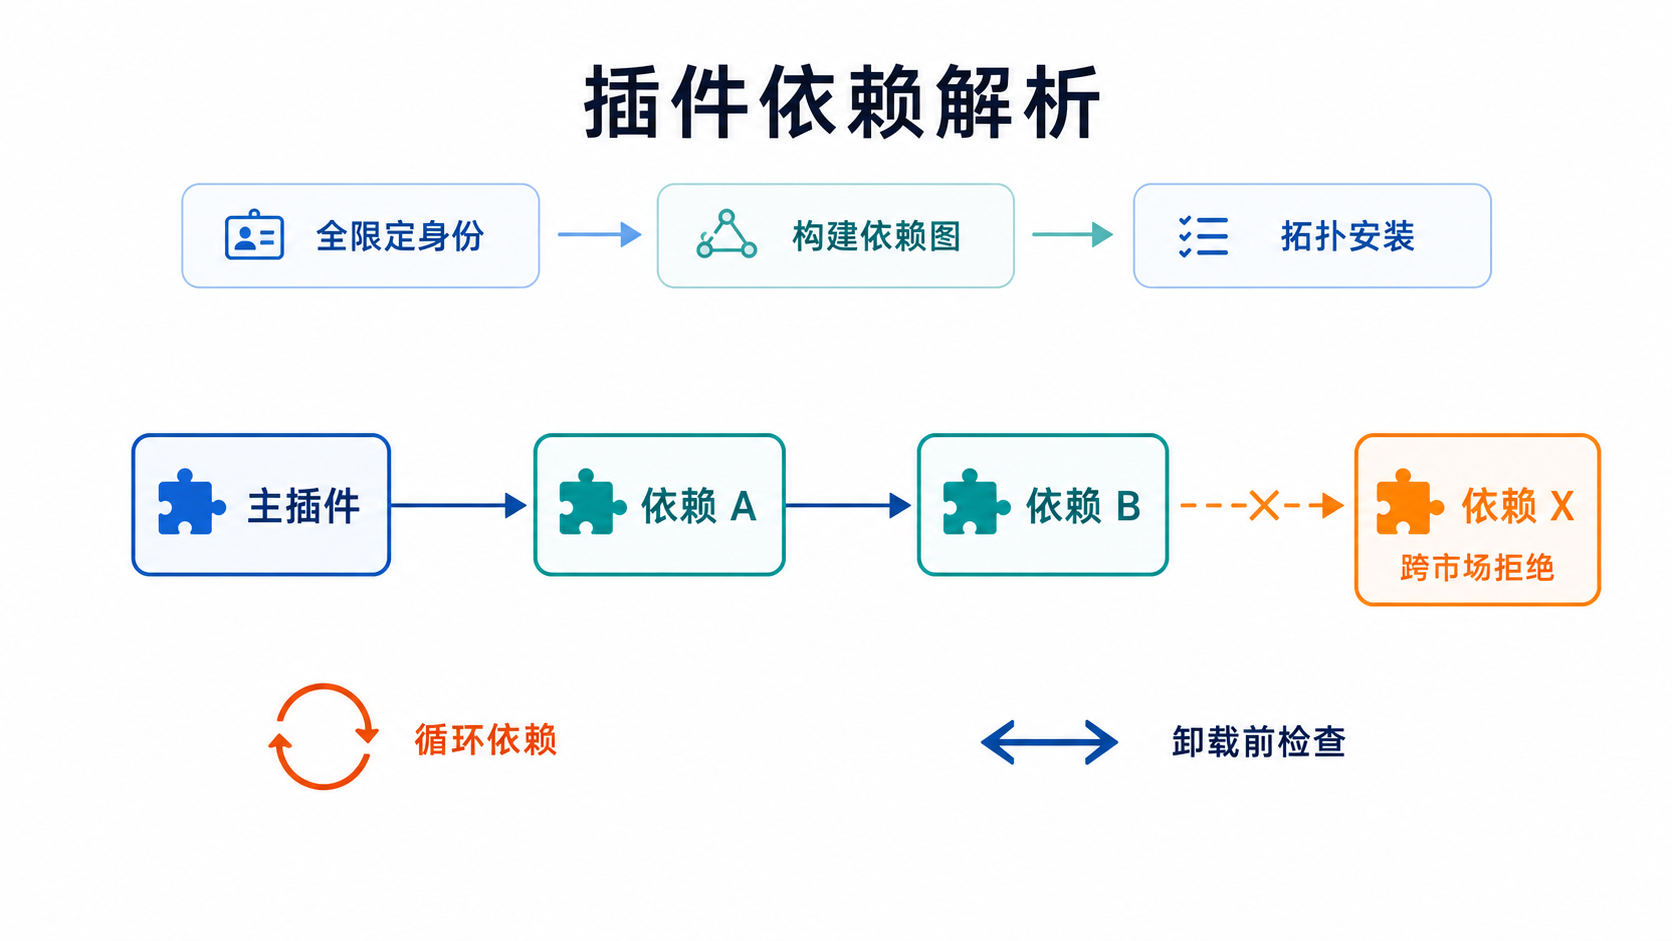 插件依赖解析
全限定身份
构建依赖图
拓扑安装
主插件
依赖 A
依赖 B
依赖 X
跨市场拒绝
循环依赖
卸载前检查